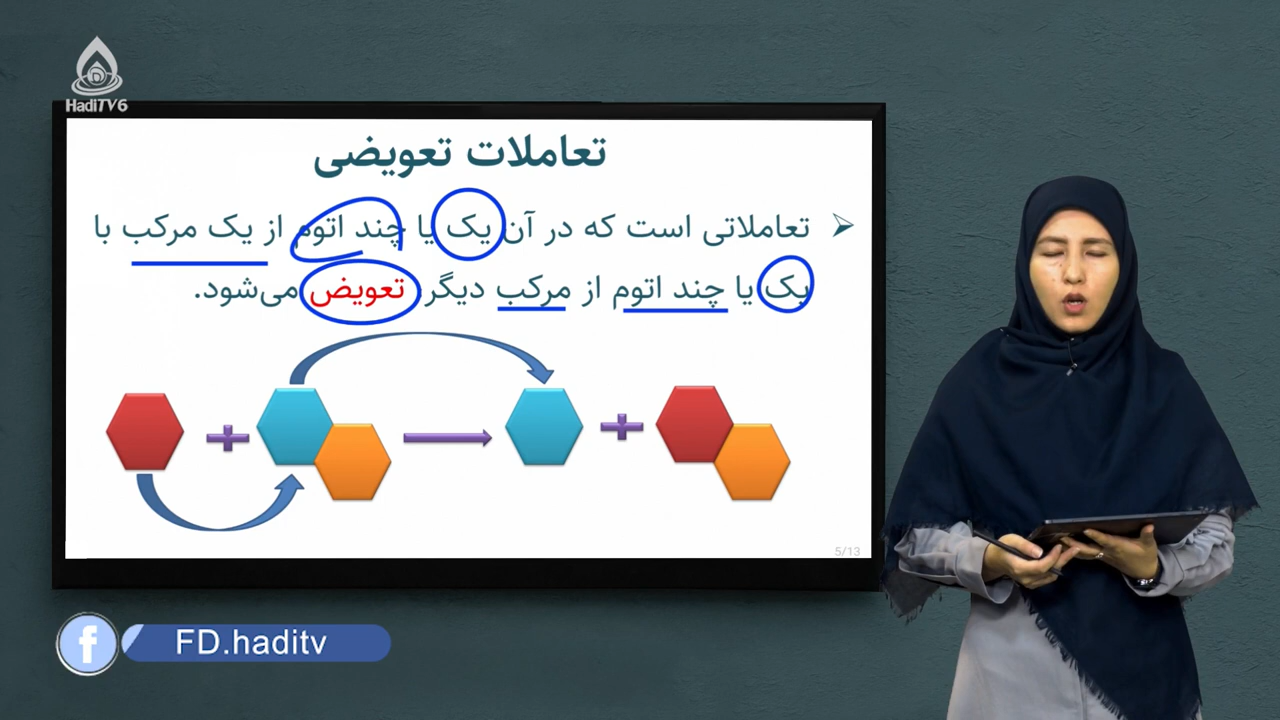 HadiTV6
تعاملات تعویضی
تعاملاتی است که در آن یک یا چند اتوم از یک مرکب با
یک یا چند اتوم از مرکب دیگر تعویض می‌شود.
5/13
f FD.haditv